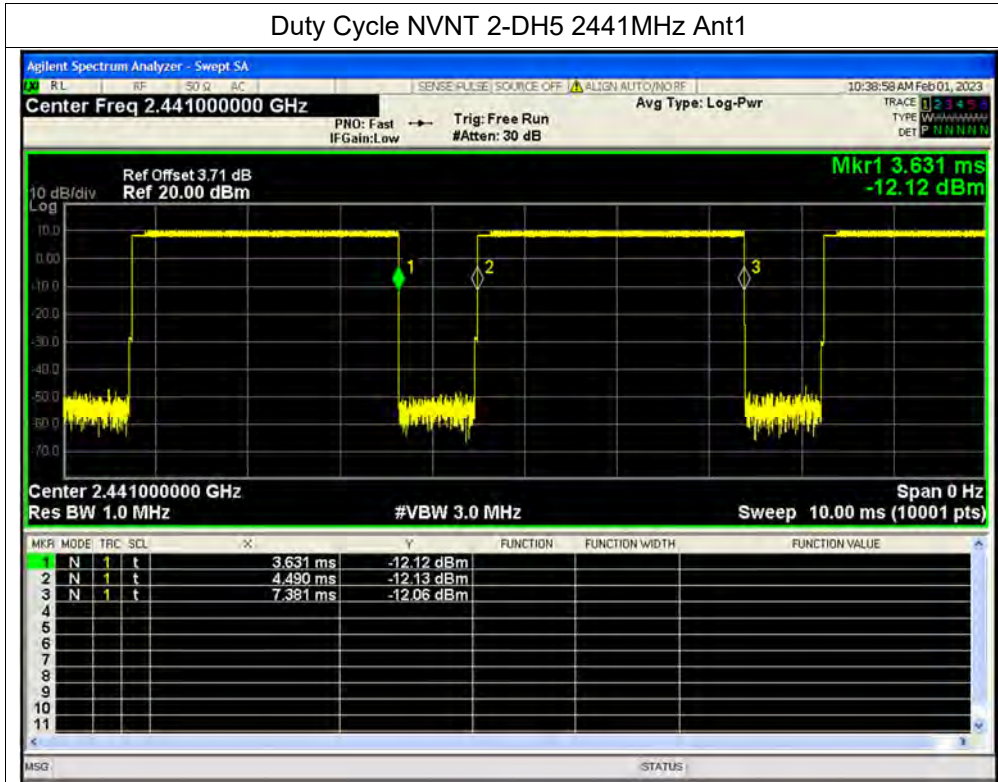 Duty Cycle NVNT 2-DH5 2441MHz Ant1
Agilent Spectrum Analyzer - Swept SA
LXI RL RF 50 Ω AC SENSE:PULSE SOURCE OFF ALIGN AUTO/NO RF 10:38:58 AM Feb 01, 2023
Center Freq 2.441000000 GHz Avg Type: Log-Pwr TRACE 1 2 3 4 5 6
PNO: Fast Trig: Free Run TYPE W
IFGain:Low #Atten: 30 dB DET P N N N N N
Mkr1 3.631 ms
Ref Offset 3.71 dB
10 dB/div Ref 20.00 dBm -12.12 dBm
Log
10.0
0.00
-10.0
-20.0
-30.0
-40.0
-50.0
-60.0
-70.0
1 2 3
Center 2.441000000 GHz Span 0 Hz
Res BW 1.0 MHz #VBW 3.0 MHz Sweep 10.00 ms (10001 pts)
MKR MODE TRC SCL X Y FUNCTION FUNCTION WIDTH FUNCTION VALUE
1 N 1 t 3.631 ms -12.12 dBm
2 N 1 t 4.490 ms -12.13 dBm
3 N 1 t 7.381 ms -12.06 dBm
4
5
6
7
8
9
10
11
MSG STATUS